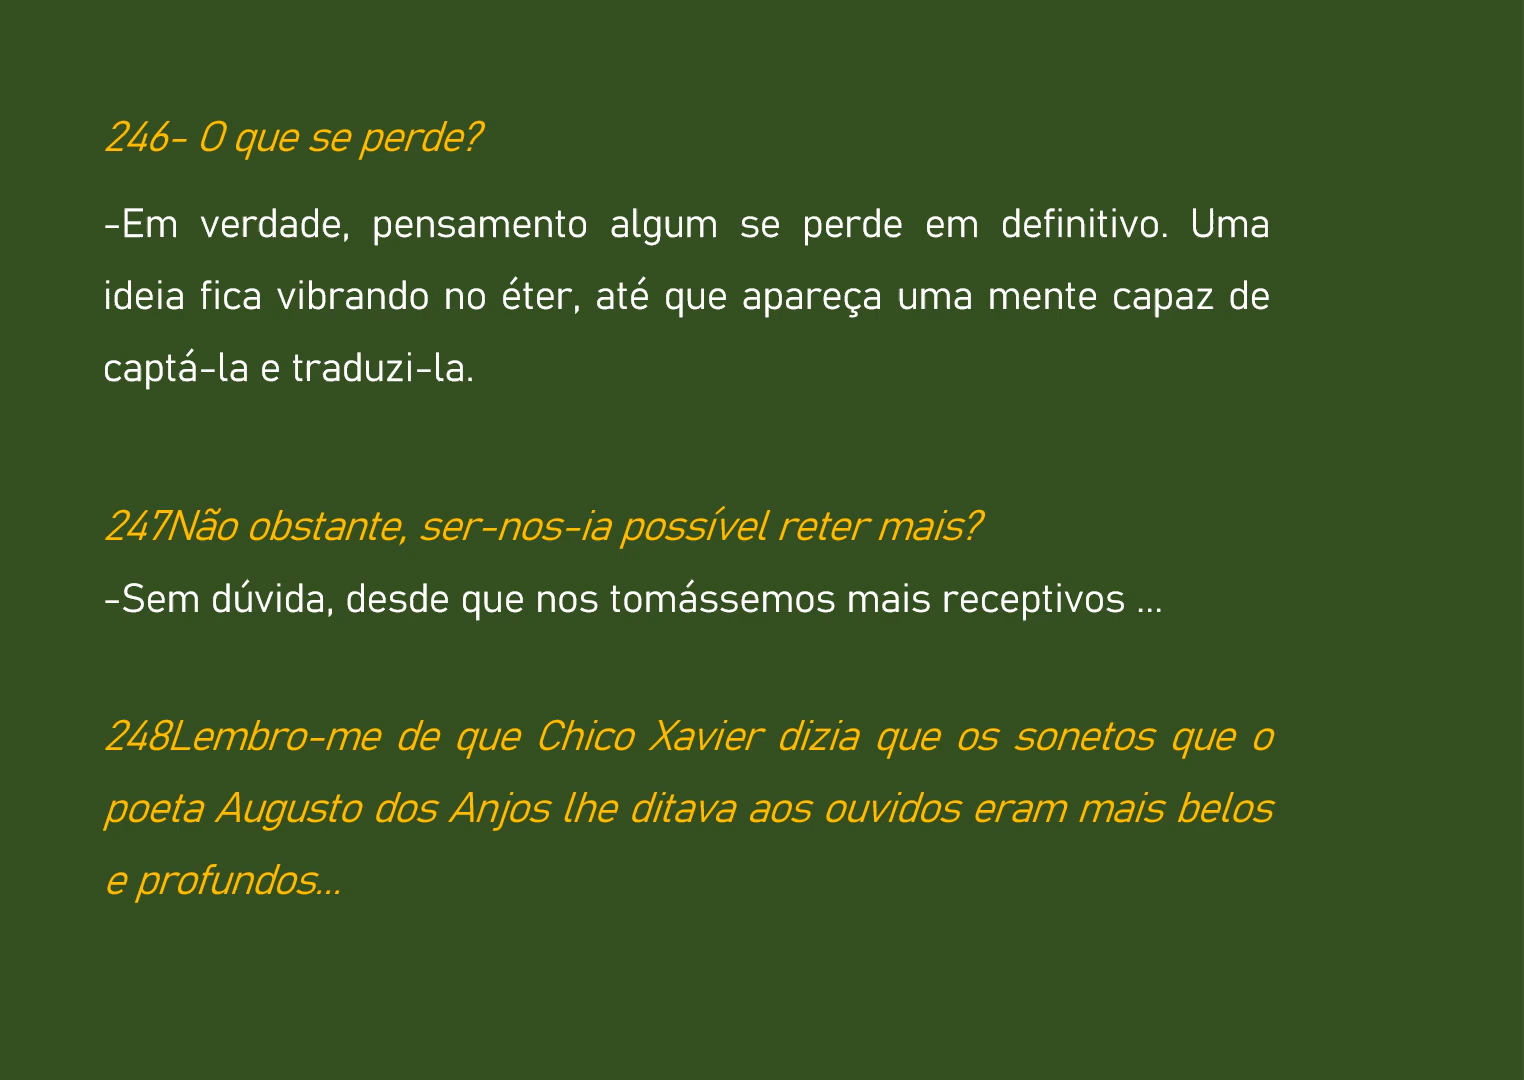 246- O que se perde?
-Em verdade, pensamento algum se perde em definitivo. Uma
ideia fica vibrando no éter, até que apareça uma mente capaz de
captá-la e traduzi-la.
247Não obstante, ser-nos-ia possível reter mais?
-Sem dúvida, desde que nos tomássemos mais receptivos ...
248Lembro-me de que Chico Xavier dizia que os sonetos que o
poeta Augusto dos Anjos lhe ditava aos ouvidos eram mais belos
e profundos...